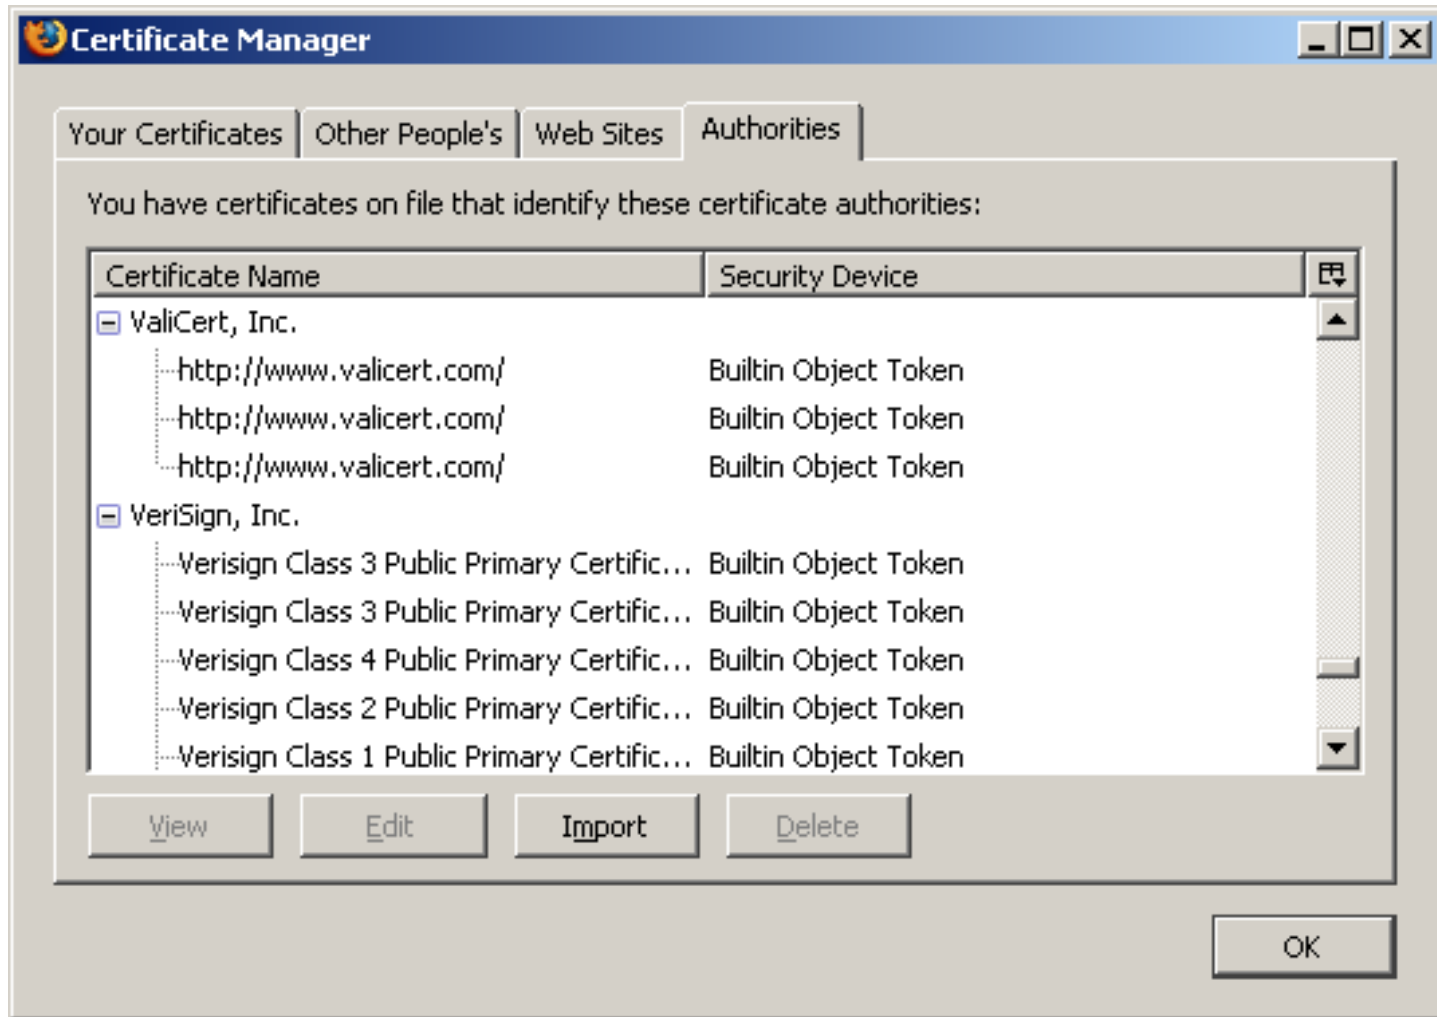 Certificate Manager
Your Certificates Other People's Web Sites Authorities
You have certificates on file that identify these certificate authorities:
Certificate Name Security Device
ValiCert, Inc.
http://www.valicert.com/ Builtin Object Token
http://www.valicert.com/ Builtin Object Token
http://www.valicert.com/ Builtin Object Token
VeriSign, Inc.
Verisign Class 3 Public Primary Certific... Builtin Object Token
Verisign Class 3 Public Primary Certific... Builtin Object Token
Verisign Class 4 Public Primary Certific... Builtin Object Token
Verisign Class 2 Public Primary Certific... Builtin Object Token
Verisign Class 1 Public Primary Certific... Builtin Object Token
View Edit Import Delete
OK